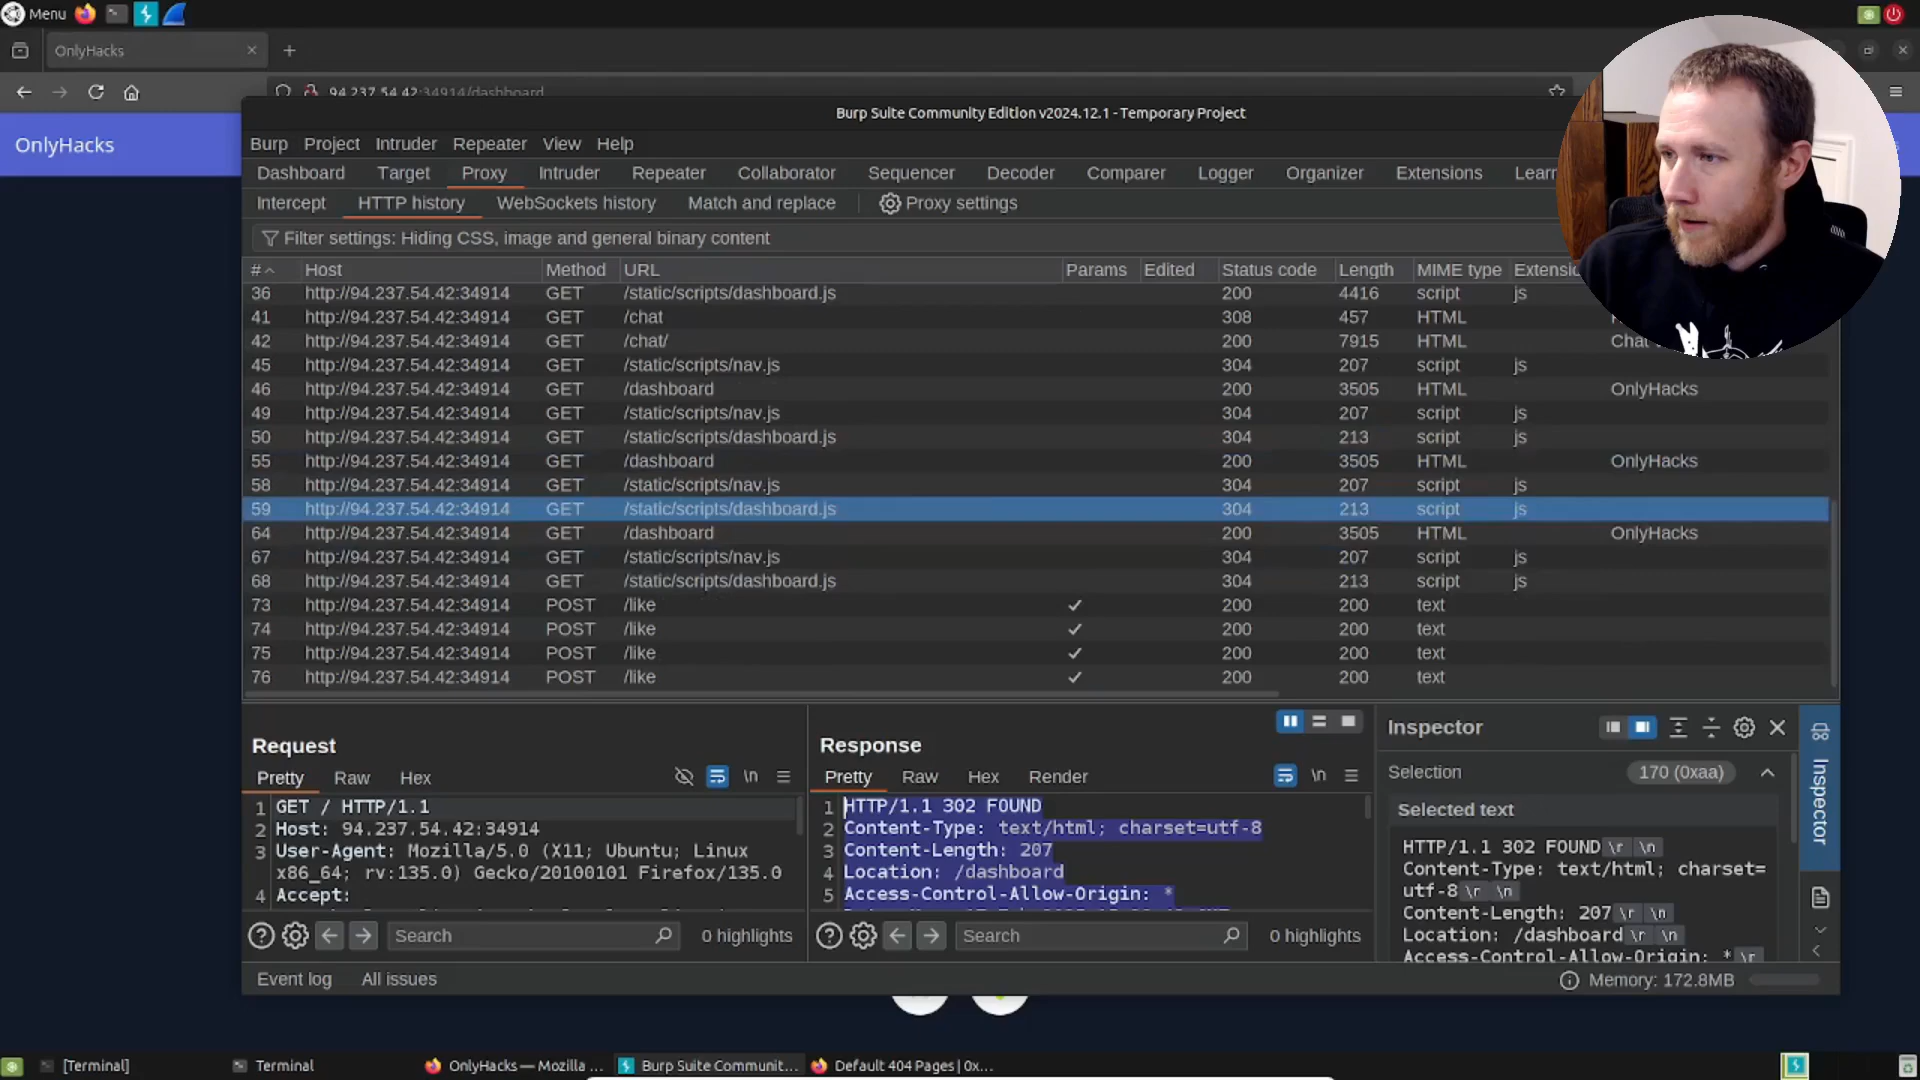 Menu
OnlyHacks
94.237.54.42:34914/dashboard
OnlyHacks
Burp Suite Community Edition v2024.12.1 - Temporary Project
Burp Project Intruder Repeater View Help
Dashboard Target Proxy Intruder Repeater Collaborator Sequencer Decoder Comparer Logger Organizer Extensions Learn
Intercept HTTP history WebSockets history Match and replace Proxy settings
Filter settings: Hiding CSS, image and general binary content
# Host Method URL Params Edited Status code Length MIME type Extensio
36 http://94.237.54.42:34914 GET /static/scripts/dashboard.js 200 4416 script js
41 http://94.237.54.42:34914 GET /chat 308 457 HTML
42 http://94.237.54.42:34914 GET /chat/ 200 7915 HTML Chat
45 http://94.237.54.42:34914 GET /static/scripts/nav.js 304 207 script js
46 http://94.237.54.42:34914 GET /dashboard 200 3505 HTML OnlyHacks
49 http://94.237.54.42:34914 GET /static/scripts/nav.js 304 207 script js
50 http://94.237.54.42:34914 GET /static/scripts/dashboard.js 304 213 script js
55 http://94.237.54.42:34914 GET /dashboard 200 3505 HTML OnlyHacks
58 http://94.237.54.42:34914 GET /static/scripts/nav.js 304 207 script js
59 http://94.237.54.42:34914 GET /static/scripts/dashboard.js 304 213 script js
64 http://94.237.54.42:34914 GET /dashboard 200 3505 HTML OnlyHacks
67 http://94.237.54.42:34914 GET /static/scripts/nav.js 304 207 script js
68 http://94.237.54.42:34914 GET /static/scripts/dashboard.js 304 213 script js
73 http://94.237.54.42:34914 POST /like ✓ 200 200 text
74 http://94.237.54.42:34914 POST /like ✓ 200 200 text
75 http://94.237.54.42:34914 POST /like ✓ 200 200 text
76 http://94.237.54.42:34914 POST /like ✓ 200 200 text
Request
Pretty Raw Hex \n
1 GET / HTTP/1.1
2 Host: 94.237.54.42:34914
3 User-Agent: Mozilla/5.0 (X11; Ubuntu; Linux
x86_64; rv:135.0) Gecko/20100101 Firefox/135.0
4 Accept:
Search 0 highlights
Response
Pretty Raw Hex Render \n
1 HTTP/1.1 302 FOUND
2 Content-Type: text/html; charset=utf-8
3 Content-Length: 207
4 Location: /dashboard
5 Access-Control-Allow-Origin: *
Search 0 highlights
Inspector
Selection 170 (0xaa)
Selected text
HTTP/1.1 302 FOUND \r \n
Content-Type: text/html; charset=
utf-8 \r \n
Content-Length: 207 \r \n
Location: /dashboard \r \n
Access-Control-Allow-Origin: * \r
Inspector
Event log All issues
Memory: 172.8MB
[Terminal] Terminal OnlyHacks — Mozilla ... Burp Suite Communit... Default 404 Pages | 0x...